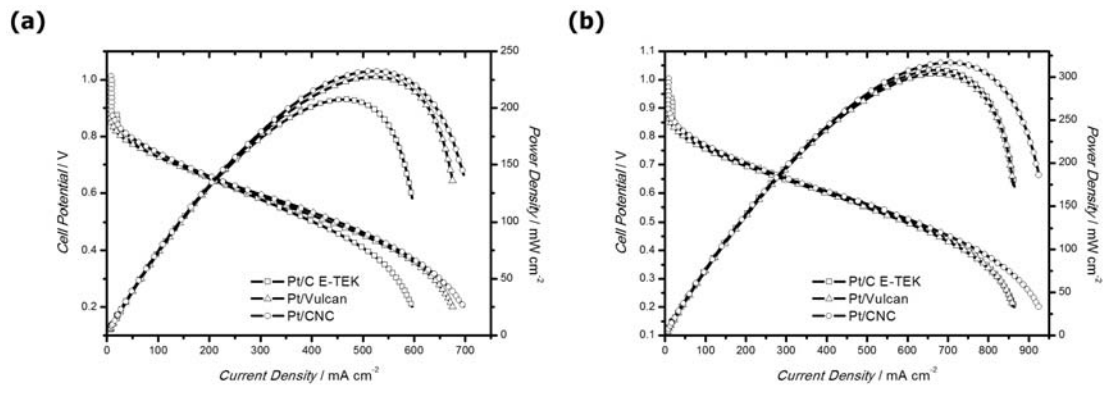 (a)
Cell Potential / V
1.0
0.8
0.6
0.4
0.2
250
200
150
100
50
0
Power Density / mW cm-2
Pt/C E-TEK
Pt/Vulcan
Pt/CNC
0 100 200 300 400 500 600 700
Current Density / mA cm-2
(b)
Cell Potential / V
1.1
1.0
0.9
0.8
0.7
0.6
0.5
0.4
0.3
0.2
0.1
300
250
200
150
100
50
0
Power Density / mW cm-2
Pt/C E-TEK
Pt/Vulcan
Pt/CNC
0 100 200 300 400 500 600 700 800 900
Current Density / mA cm-2